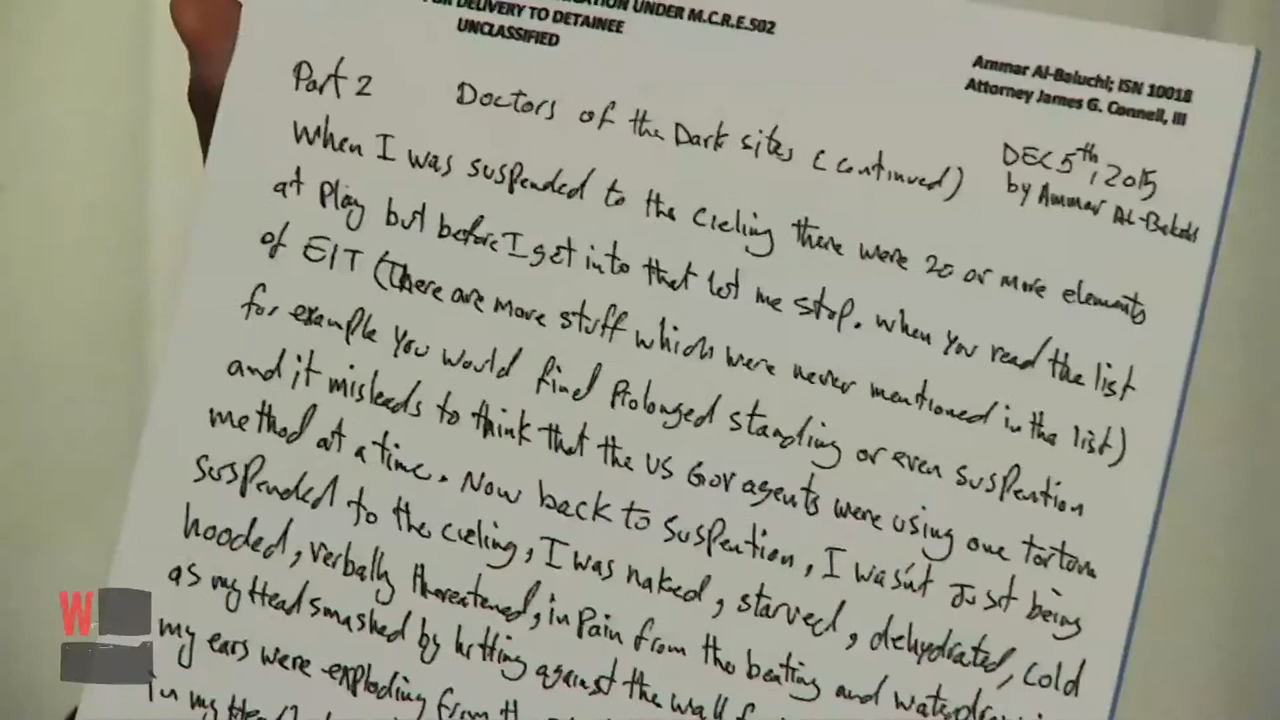 UNDER M.C.R.E.502
DELIVERY TO DETAINEE
UNCLASSIFIED
Ammar Al-Baluchi; ISN 10018
Attorney James G. Connell, III
Part 2 Doctors of the Dark sites (continued)
DEC 5th, 2015
by Ammar Al-
When I was suspended to the cieling there were 20 or more elements
at play but before I get into that let me stop. when you read the list
of EIT (There are more stuff which were never mentioned in the list)
for example you would find Prolonged standing or even suspention
and it misleads to think that the US Gov agents were using one torture
method at a time. Now back to suspention, I wasn't Just being
suspended to the cieling, I was naked, starved, dehydrated, cold
hooded, verbally threatened, in pain from the beating and
as my Head smashed by hitting against the wall
my ears were exploding from
in my Head
W